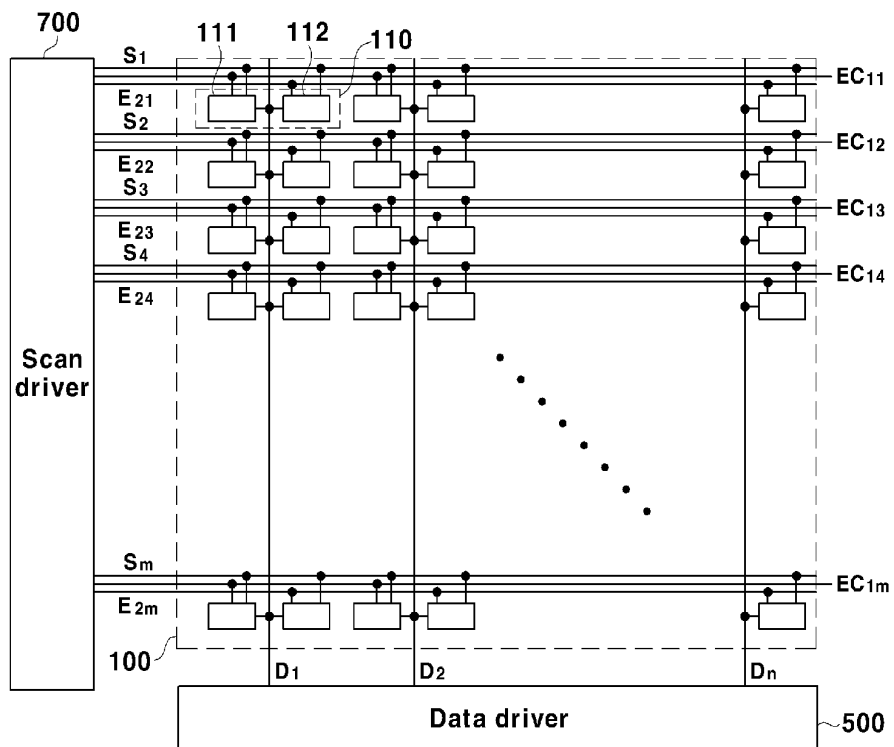 700
111
112
110
S1
EC11
E21
S2
EC12
E22
S3
EC13
E23
S4
EC14
E24
Scan
driver
Sm
EC1m
E2m
100
D1
D2
Dn
Data driver
500